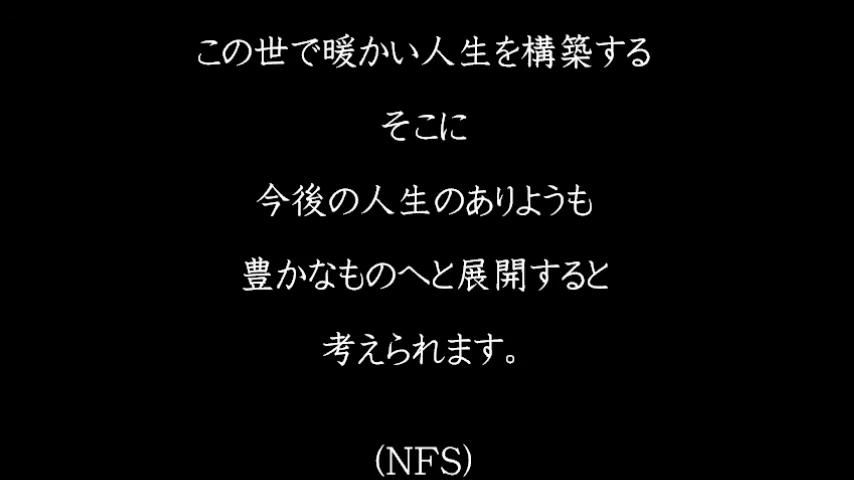 この世で暖かい人生を構築する
そこに
今後の人生のありようも
豊かなものへと展開すると
考えられます。
(NFS)